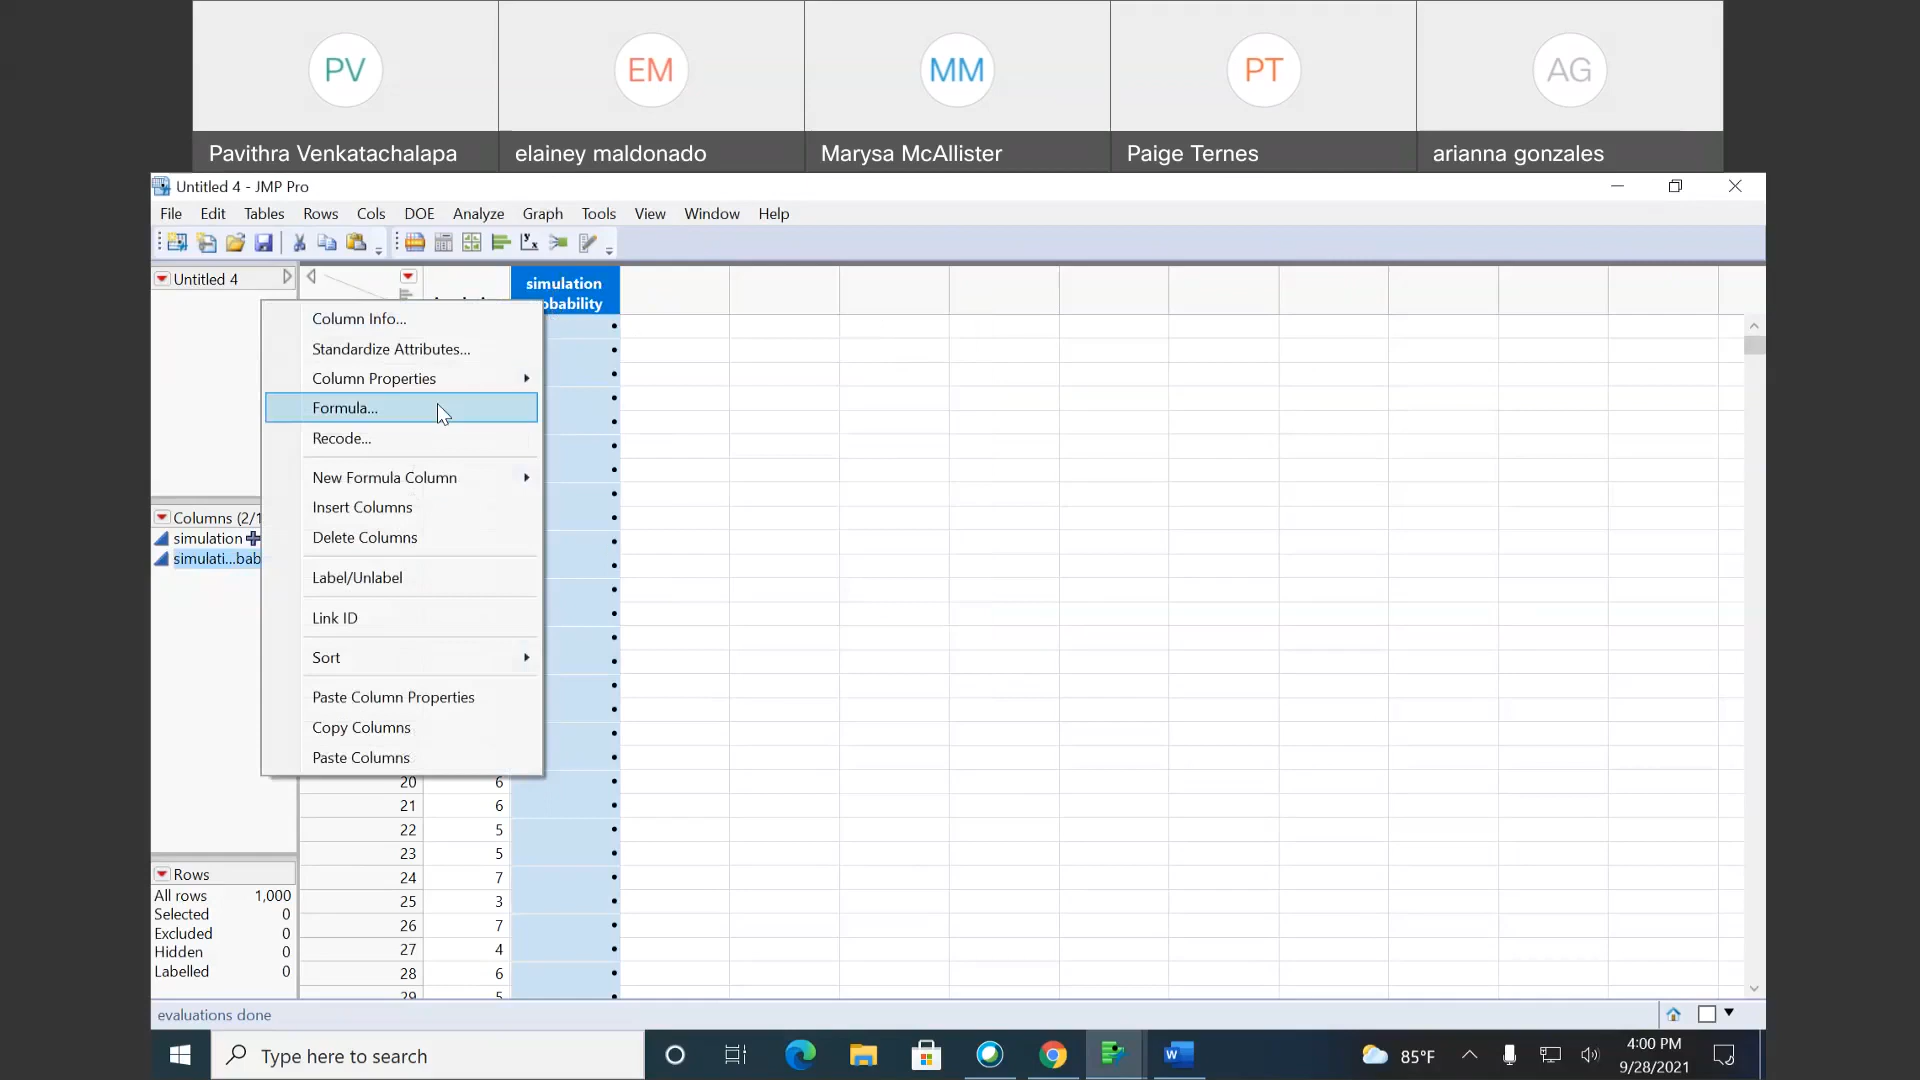 PV
EM
MM
PT
AG
Pavithra Venkatachalapa
elainey maldonado
Marysa McAllister
Paige Ternes
arianna gonzales
Untitled 4 - JMP Pro
File Edit Tables Rows Cols DOE Analyze Graph Tools View Window Help
Untitled 4
simulation
obability
Column Info...
Standardize Attributes...
Column Properties
Formula...
Recode...
New Formula Column
Insert Columns
Delete Columns
Label/Unlabel
Link ID
Sort
Paste Column Properties
Copy Columns
Paste Columns
Columns (2/1
simulation
simulati...bab
20 6
21 6
22 5
23 5
24 7
25 3
26 7
27 4
28 6
29 5
Rows
All rows 1,000
Selected 0
Excluded 0
Hidden 0
Labelled 0
evaluations done
Type here to search
85°F
4:00 PM
9/28/2021